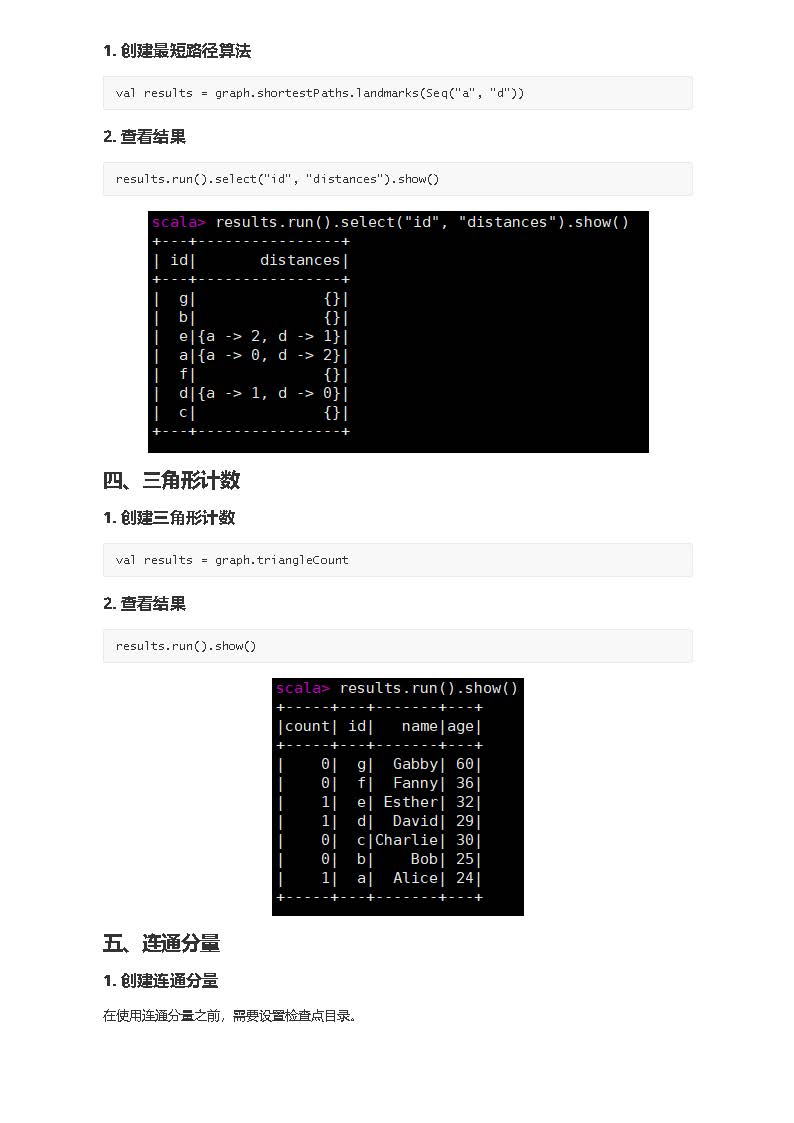 1. 创建最短路径算法
val results = graph.shortestPaths.landmarks(Seq("a", "d"))
2. 查看结果
results.run().select("id", "distances").show()
scala> results.run().select("id", "distances").show()
+---+----------------+
| id|       distances|
+---+----------------+
|  g|              {}|
|  b|              {}|
|  e|{a -> 2, d -> 1}|
|  a|{a -> 0, d -> 2}|
|  f|              {}|
|  d|{a -> 1, d -> 0}|
|  c|              {}|
+---+----------------+
四、三角形计数
1. 创建三角形计数
val results = graph.triangleCount
2. 查看结果
results.run().show()
scala> results.run().show()
+-----+---+-------+---+
|count| id|   name|age|
+-----+---+-------+---+
|    0|  g|  Gabby| 60|
|    0|  f|  Fanny| 36|
|    1|  e| Esther| 32|
|    1|  d|  David| 29|
|    0|  c|Charlie| 30|
|    0|  b|    Bob| 25|
|    1|  a|  Alice| 24|
+-----+---+-------+---+
五、连通分量
1. 创建连通分量
在使用连通分量之前，需要设置检查点目录。